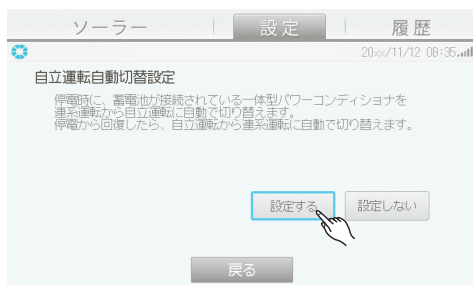 ソーラー 設定 履歴
20××/11/12 08:35
自立運転自動切替設定
停電時に、蓄電池が接続されている一体型パワーコンディショナを
連系運転から自立運転に自動で切り替えます。
停電から回復したら、自立運転から連系運転に自動で切り替えます。
設定する 設定しない
戻る